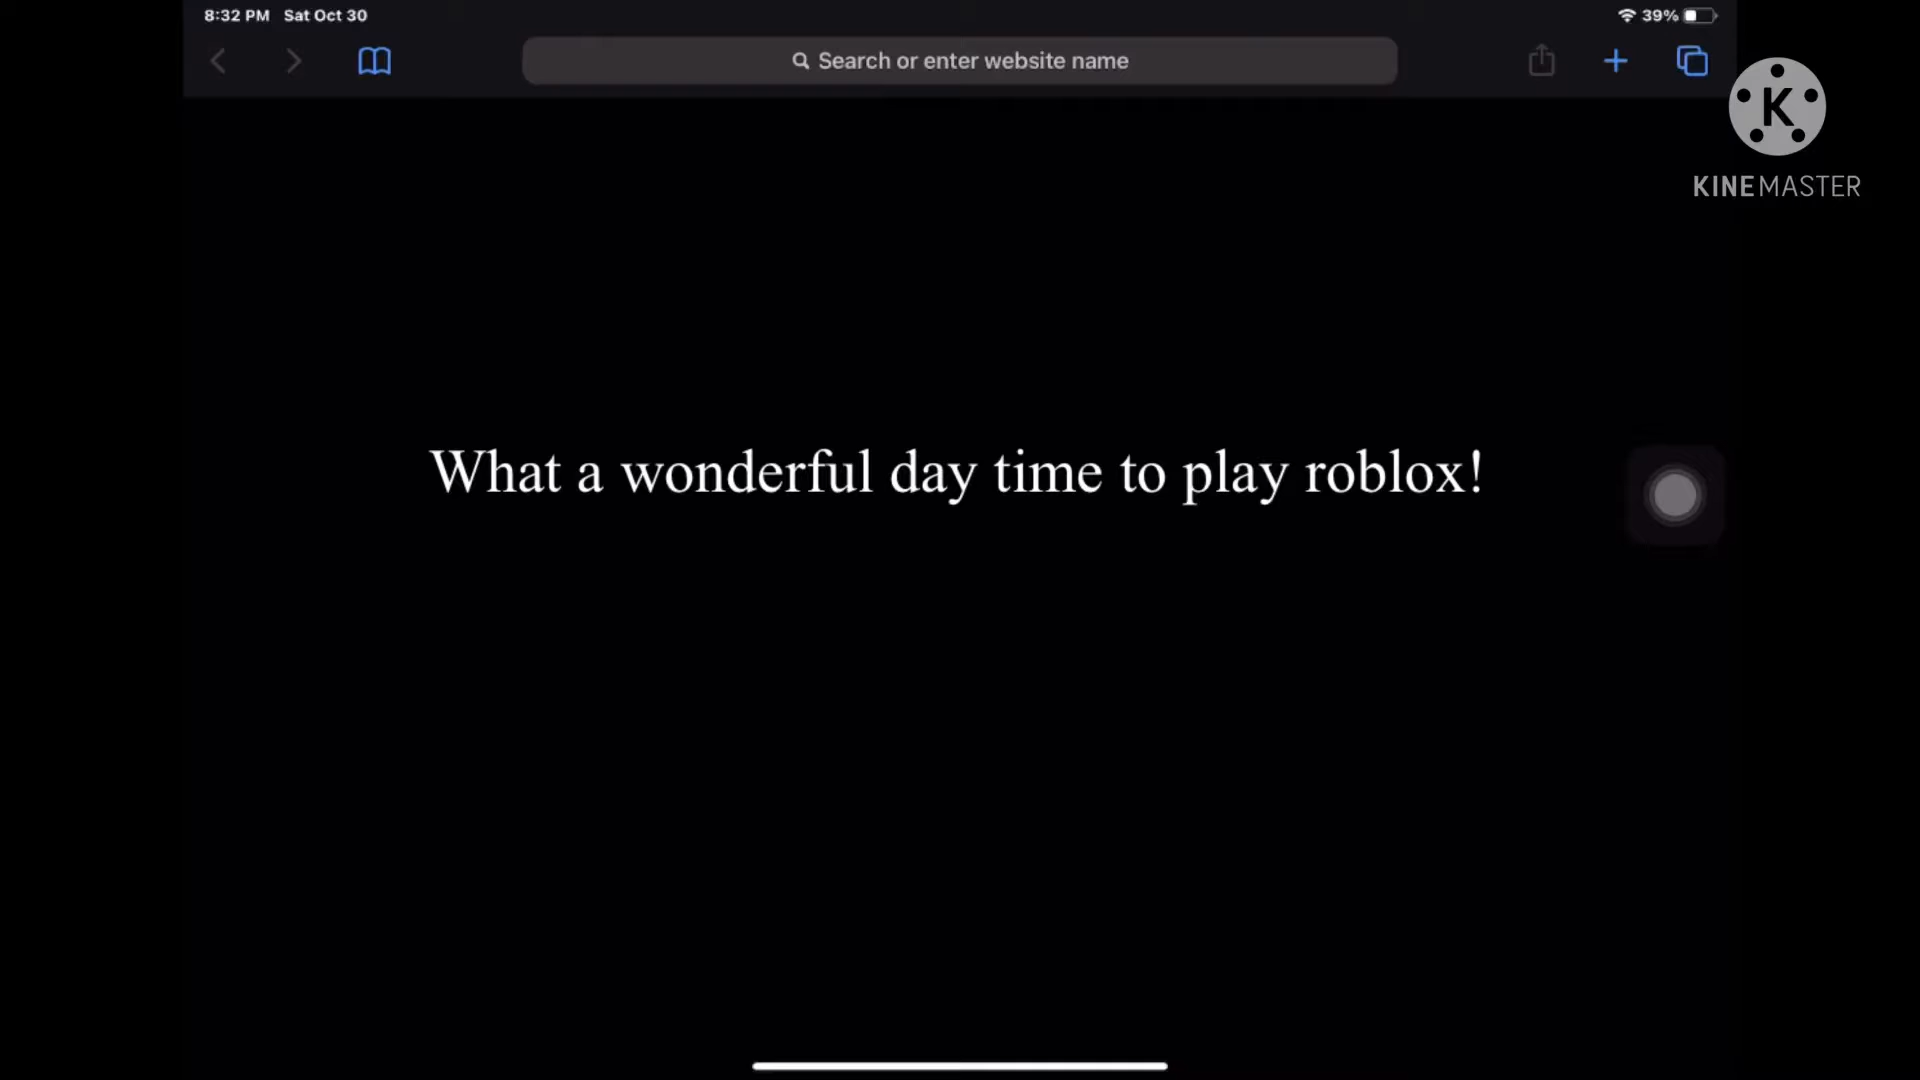 8:32 PM Sat Oct 30
39%
Search or enter website name
K
KINEMASTER
What a wonderful day time to play roblox!